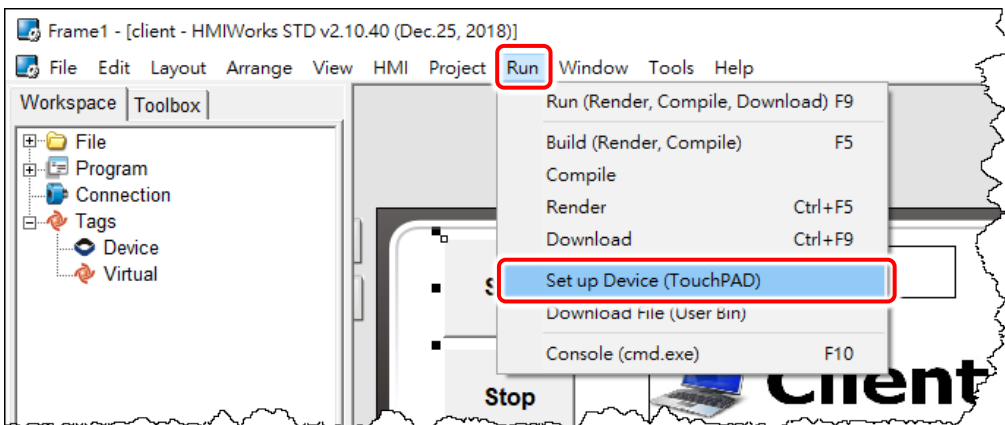 Frame1 - [client - HMIWorks STD v2.10.40 (Dec.25, 2018)]
File Edit Layout Arrange View HMI Project Run Window Tools Help
Workspace Toolbox
File
Program
Connection
Tags
Device
Virtual
Run (Render, Compile, Download) F9
Build (Render, Compile) F5
Compile
Render Ctrl+F5
Download Ctrl+F9
Set up Device (TouchPAD)
Download File (User Bin)
Console (cmd.exe) F10
S
Stop
Client